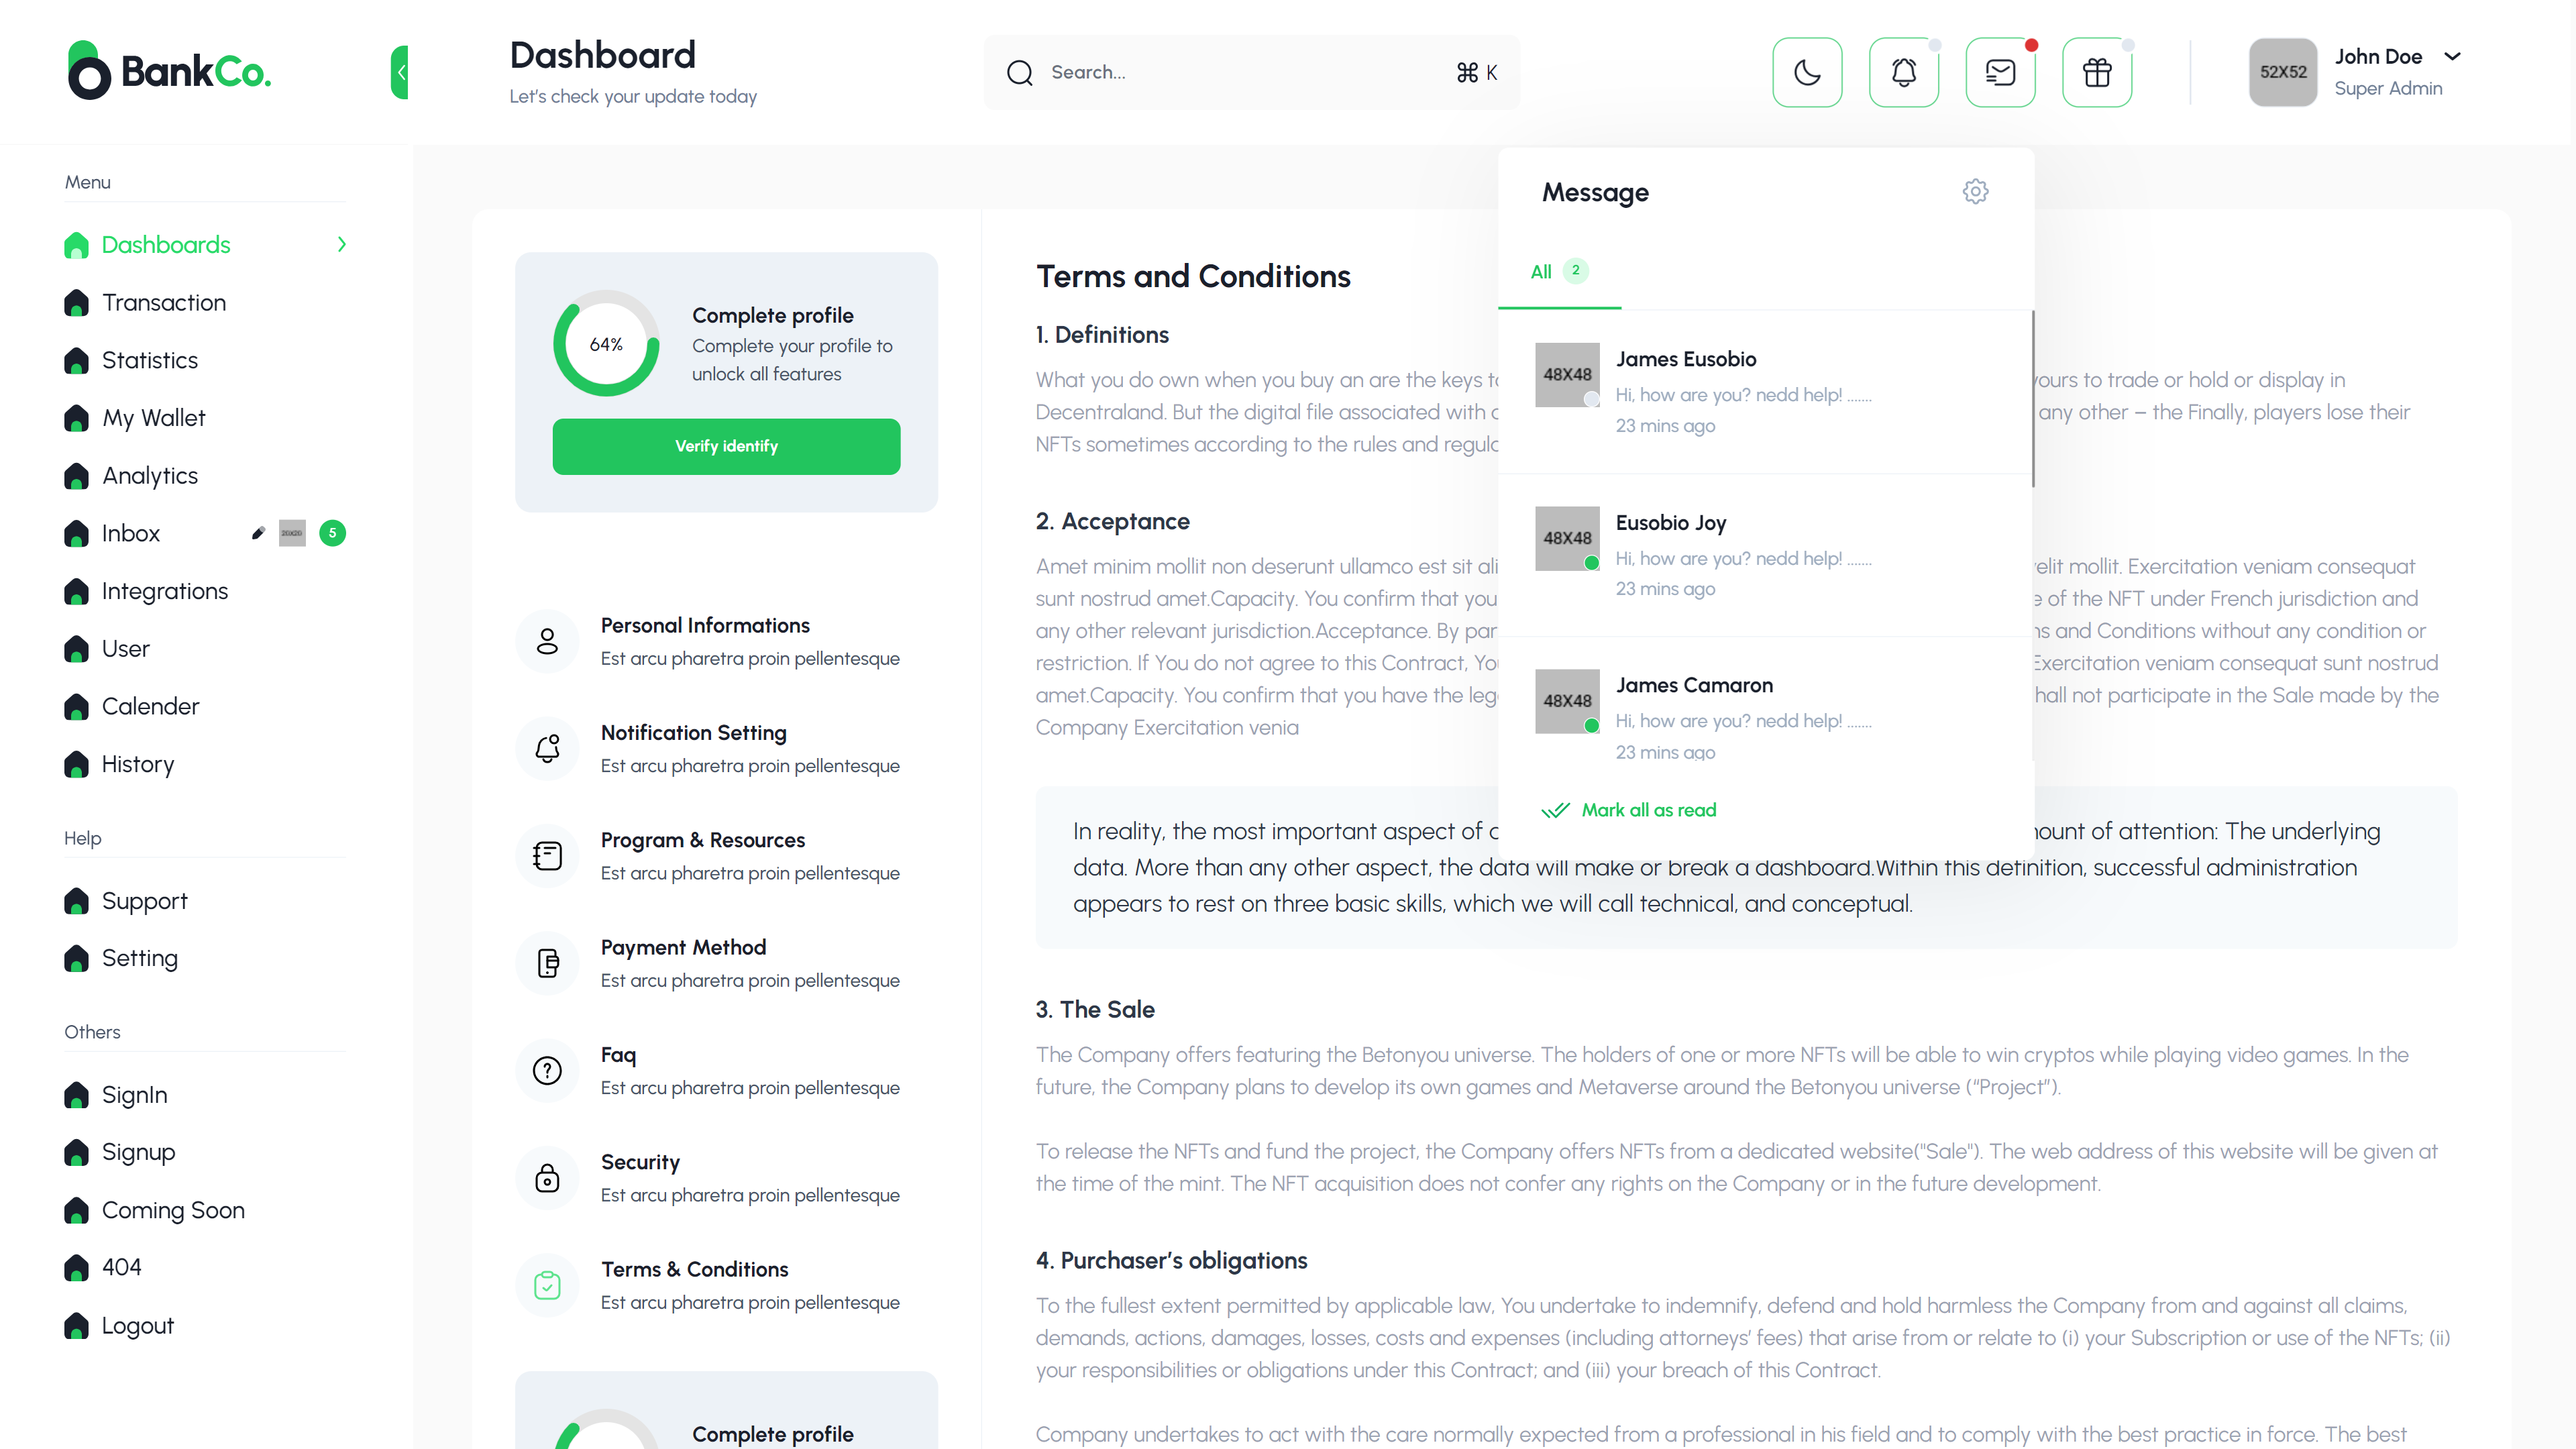 BankCo.
Dashboard
Let's check your update today
Search...
⌘ K
52X52
John Doe
Super Admin
Menu
Dashboards
Transaction
Statistics
My Wallet
Analytics
Inbox
5
Integrations
User
Calender
History
Help
Support
Setting
Others
SignIn
Signup
Coming Soon
404
Logout
64%
Complete profile
Complete your profile to
unlock all features
Verify identify
Personal Informations
Est arcu pharetra proin pellentesque
Notification Setting
Est arcu pharetra proin pellentesque
Program & Resources
Est arcu pharetra proin pellentesque
Payment Method
Est arcu pharetra proin pellentesque
Faq
Est arcu pharetra proin pellentesque
Security
Est arcu pharetra proin pellentesque
Terms & Conditions
Est arcu pharetra proin pellentesque
Complete profile
Message
All 2
48X48
James Eusobio
Hi, how are you? nedd help! .......
23 mins ago
48X48
Eusobio Joy
Hi, how are you? nedd help! .......
23 mins ago
48X48
James Camaron
Hi, how are you? nedd help! .......
23 mins ago
Mark all as read
Terms and Conditions
1. Definitions
What you do own when you buy an are the keys yours to trade or hold or display in
Decentraland. But the digital file associated with any other – the Finally, players lose their
NFTs sometimes according to the rules and
2. Acceptance
Amet minim mollit non deserunt ullamco est sit mollit. Exercitation veniam consequat
sunt nostrud amet.Capacity. You confirm that you of the NFT under French jurisdiction and
any other relevant jurisdiction.Acceptance. By and Conditions without any condition or
restriction. If You do not agree to this Contract, Exercitation veniam consequat sunt nostrud
amet.Capacity. You confirm that you have the not participate in the Sale made by the
Company Exercitation venia
In reality, the most important aspect of of attention: The underlying
data. More than any other aspect, the data will make or break a dashboard.Within this definition, successful administration
appears to rest on three basic skills, which we will call technical, and conceptual.
3. The Sale
The Company offers featuring the Betonyou universe. The holders of one or more NFTs will be able to win cryptos while playing video games. In the
future, the Company plans to develop its own games and Metaverse around the Betonyou universe (“Project”).
To release the NFTs and fund the project, the Company offers NFTs from a dedicated website("Sale"). The web address of this website will be given at
the time of the mint. The NFT acquisition does not confer any rights on the Company or in the future development.
4. Purchaser’s obligations
To the fullest extent permitted by applicable law, You undertake to indemnify, defend and hold harmless the Company from and against all claims,
demands, actions, damages, losses, costs and expenses (including attorneys’ fees) that arise from or relate to (i) your Subscription or use of the NFTs; (ii)
your responsibilities or obligations under this Contract; and (iii) your breach of this Contract.
Company undertakes to act with the care normally expected from a professional in his field and to comply with the best practice in force. The best